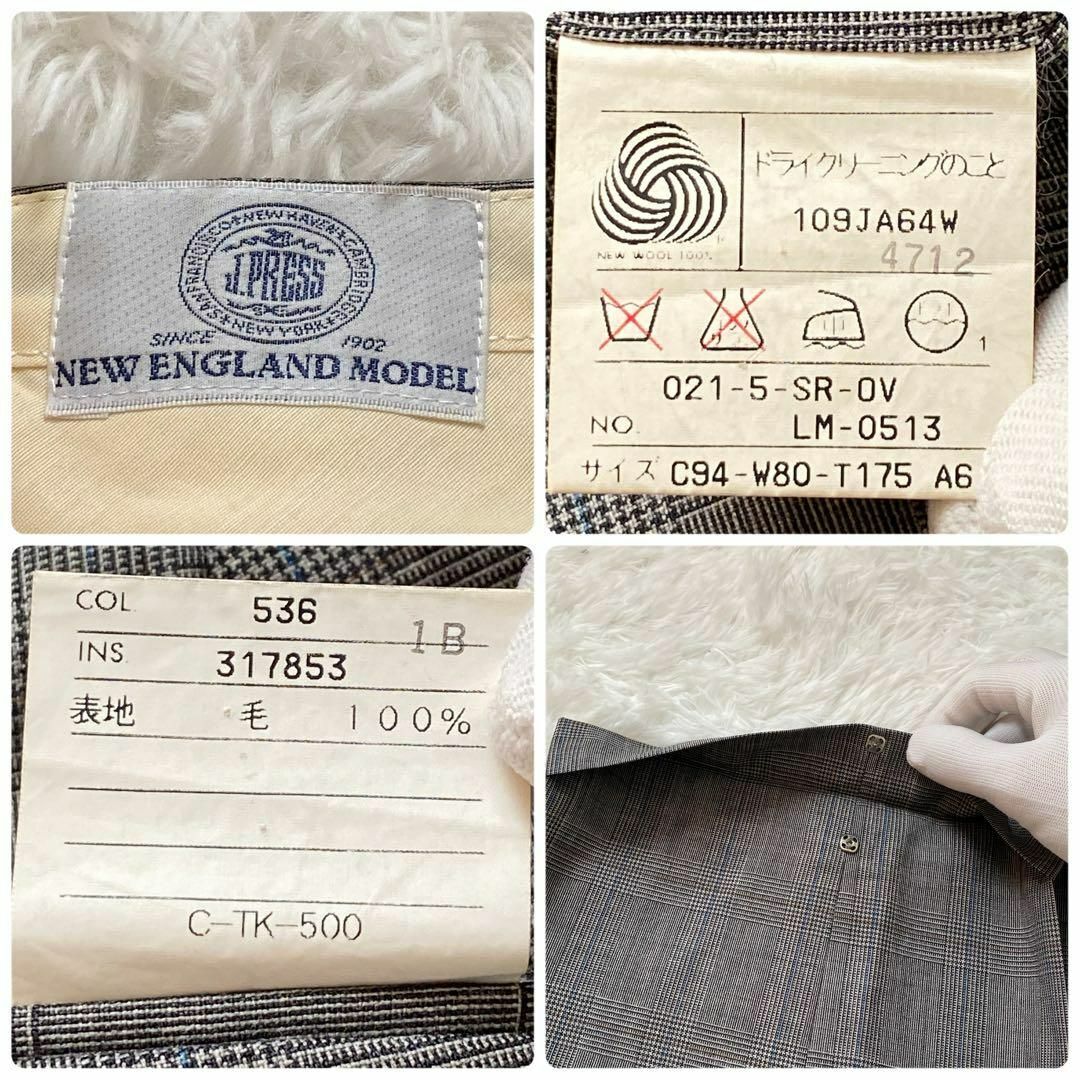 NEW HAVEN★CAMBRIDGE★NEW YORK★SAN FRANCISCO★
J.PRESS
SINCE 1902
NEW ENGLAND MODEL
ドライクリーニングのこと
109JA64W
4712
NEW WOOL 100%
1
021-5-SR-OV
NO. LM-0513
サイズ C94-W80-T175 A6
COL. 536
1B
INS. 317853
表地 毛 100%
C-TK-500